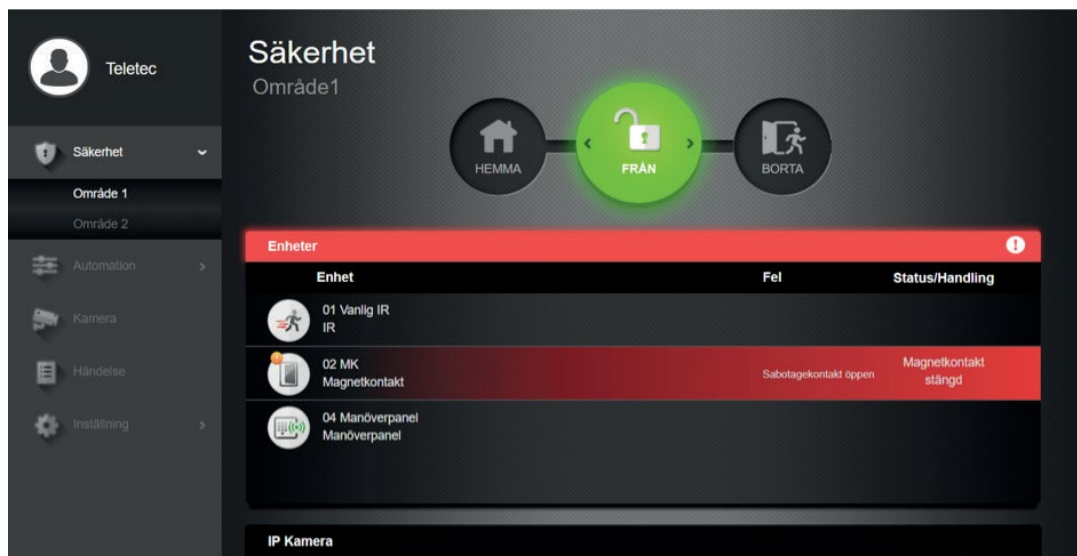 Teletec
Säkerhet
Område 1
Område 2
Automation
Kamera
Händelse
Inställning
Säkerhet
Område1
HEMMA
FRÅN
BORTA
Enheter
Enhet Fel Status/Handling
01 Vanlig IR
IR
02 MK
Magnetkontakt
Sabotagekontakt öppen
Magnetkontakt
stängd
04 Manöverpanel
Manöverpanel
IP Kamera